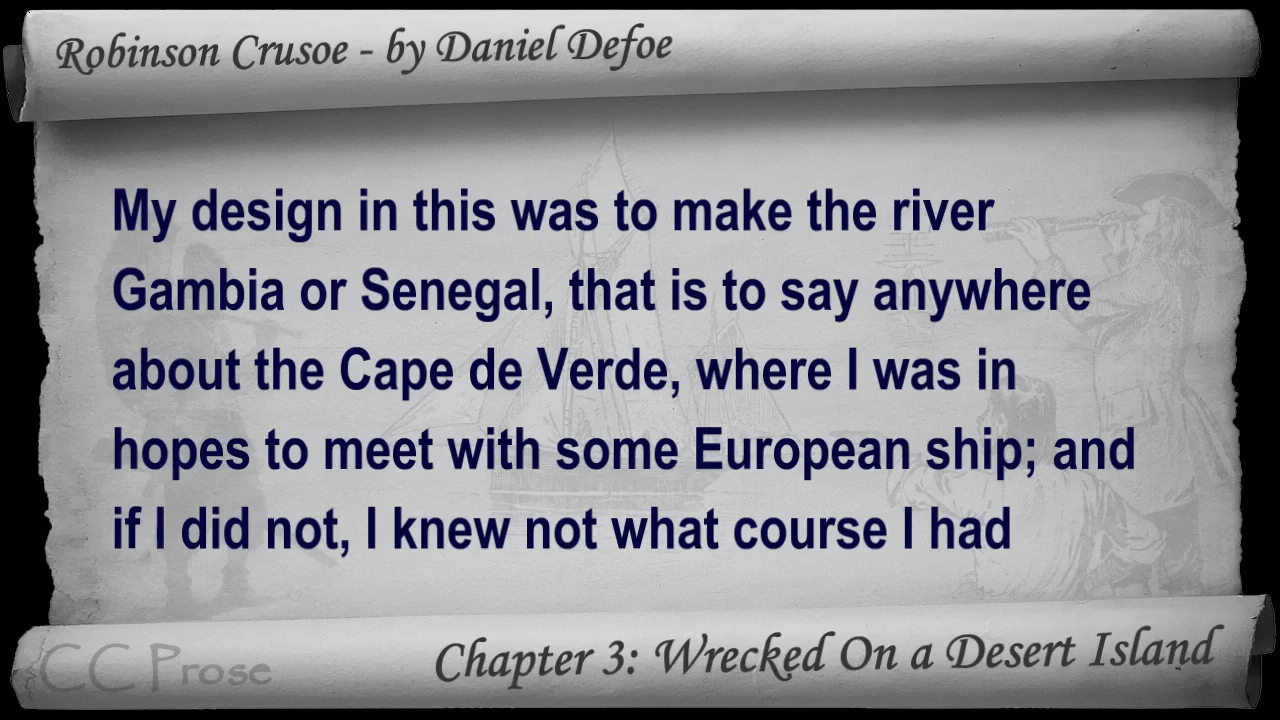 Robinson Crusoe - by Daniel Defoe
My design in this was to make the river
Gambia or Senegal, that is to say anywhere
about the Cape de Verde, where I was in
hopes to meet with some European ship; and
if I did not, I knew not what course I had
CC Prose
Chapter 3: Wrecked On a Desert Island